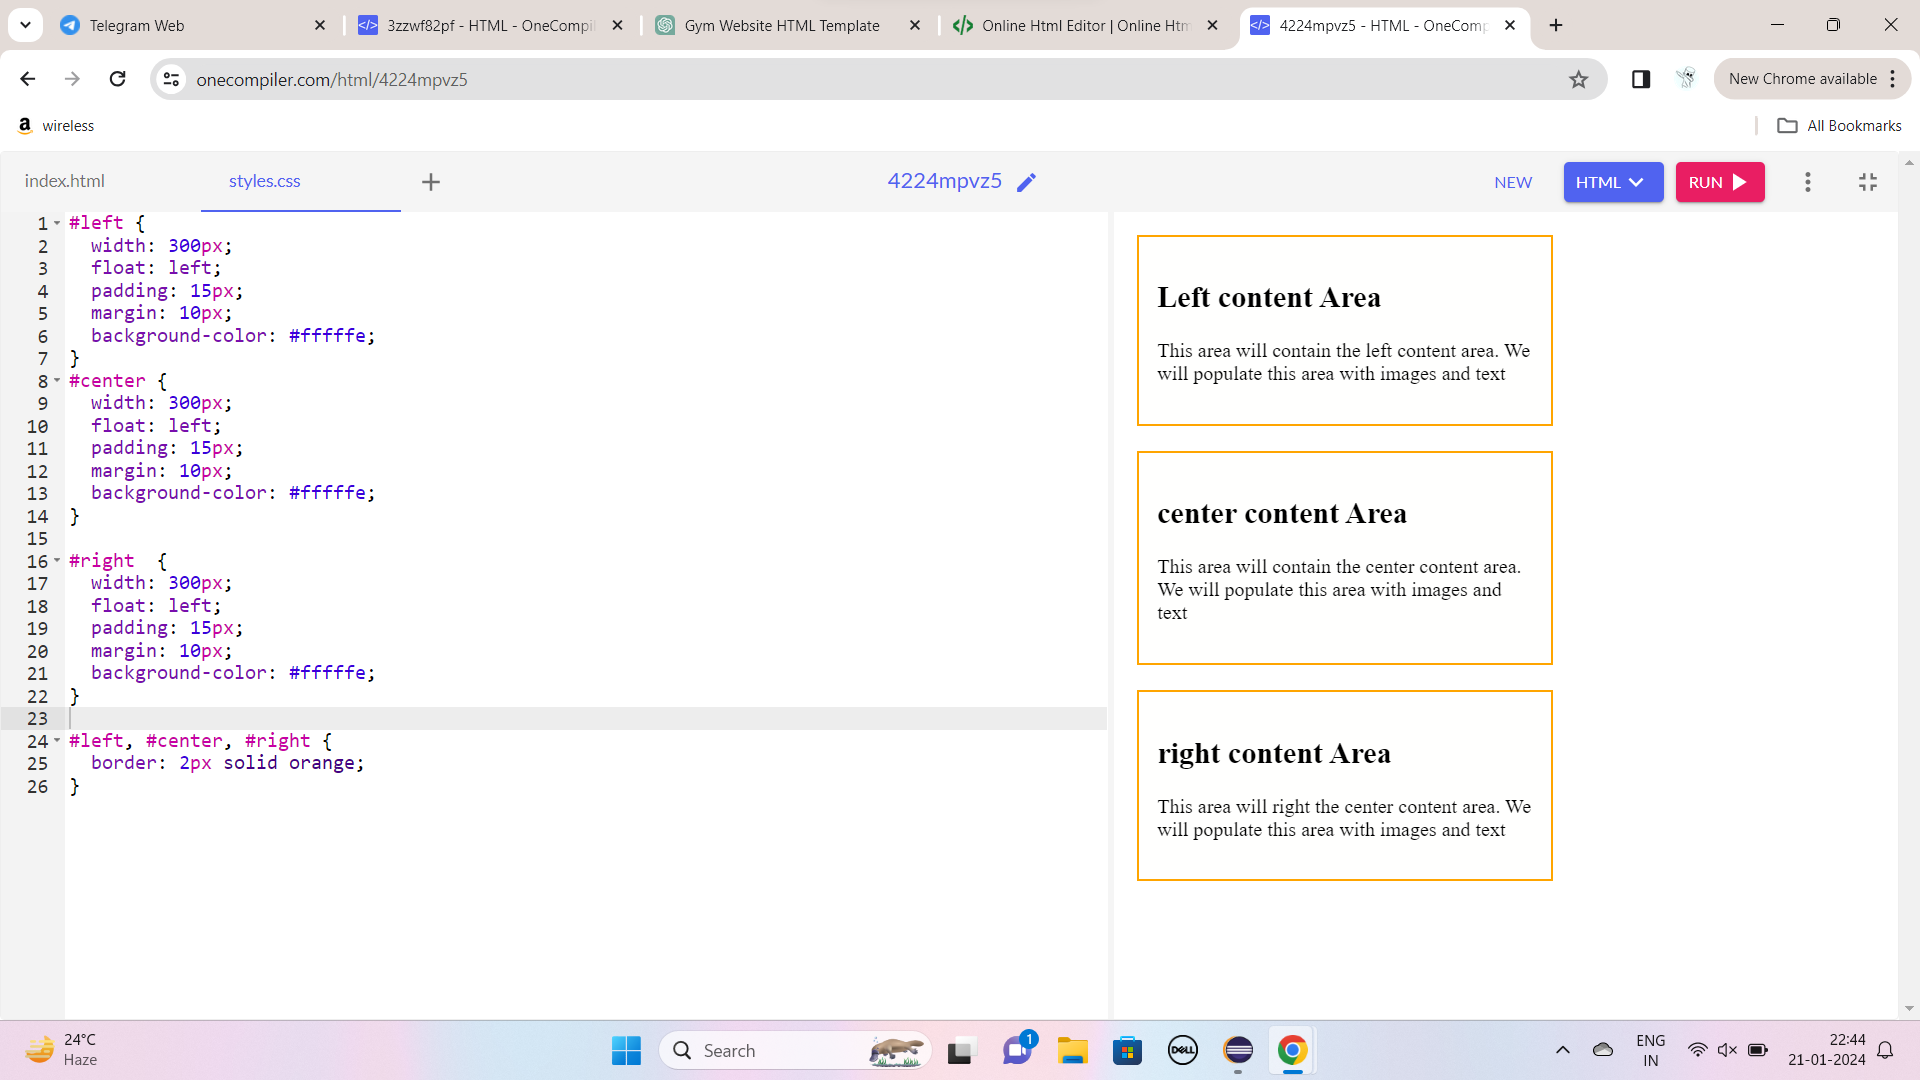 Telegram Web
3zzwf82pf - HTML - OneCompil
Gym Website HTML Template
Online Html Editor | Online Htm
4224mpvz5 - HTML - OneComp
onecompiler.com/html/4224mpvz5
New Chrome available
a wireless
All Bookmarks
index.html
styles.css
4224mpvz5
NEW
HTML
RUN
1 #left {
2 width: 300px;
3 float: left;
4 padding: 15px;
5 margin: 10px;
6 background-color: #fffffe;
7 }
8 #center {
9 width: 300px;
10 float: left;
11 padding: 15px;
12 margin: 10px;
13 background-color: #fffffe;
14 }
15
16 #right  {
17 width: 300px;
18 float: left;
19 padding: 15px;
20 margin: 10px;
21 background-color: #fffffe;
22 }
23
24 #left, #center, #right {
25 border: 2px solid orange;
26 }
Left content Area
This area will contain the left content area. We
will populate this area with images and text
center content Area
This area will contain the center content area.
We will populate this area with images and
text
right content Area
This area will right the center content area. We
will populate this area with images and text
24°C
Haze
Search
1
DELL
ENG
IN
22:44
21-01-2024